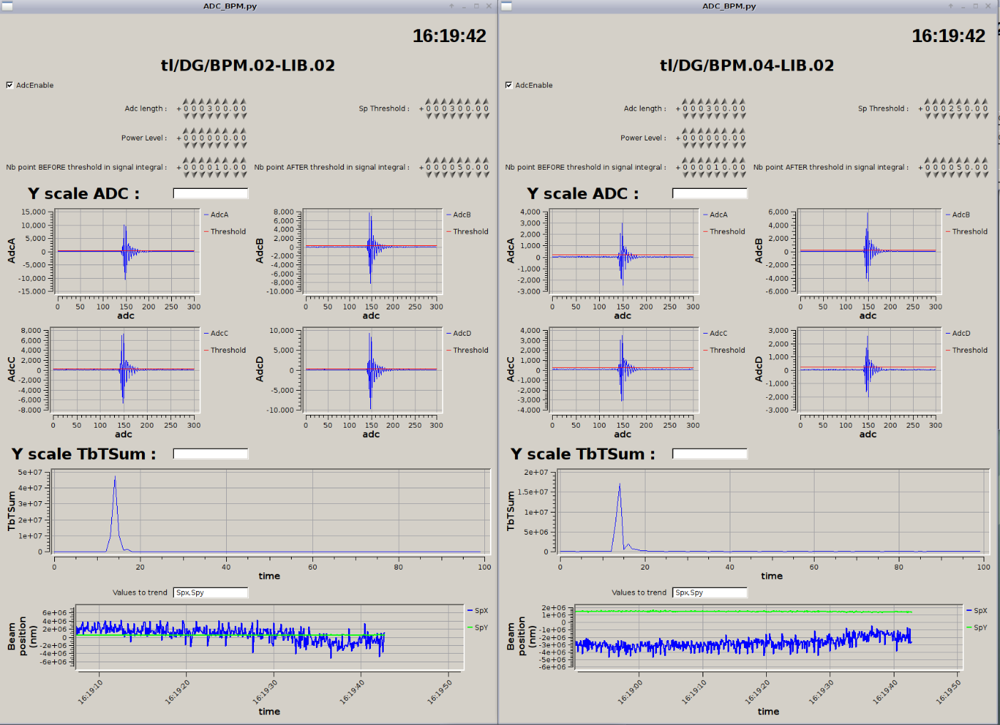 ADC_BPM.py
16:19:42
tl/DG/BPM.02-LIB.02
AdcEnable
Adc length : +000300.00 Sp Threshold : +000300.00
Power Level : +000000.00
Nb point BEFORE threshold in signal integral : +000010.00 Nb point AFTER threshold in signal integral : +000050.00
Y scale ADC :
AdcA
15,000
10,000
5,000
0
-5,000
-10,000
-15.000
0 50 100 150 200 250 300
adc
AdcA
Threshold
AdcB
8,000
6,000
4,000
2,000
0
-2,000
-4,000
-6,000
-8,000
-10.000
0 50 100 150 200 250 300
adc
AdcB
Threshold
AdcC
8,000
6,000
4,000
2,000
0
-2,000
-4,000
-6,000
-8.000
0 50 100 150 200 250 300
adc
AdcC
Threshold
AdcD
10,000
5,000
0
-5,000
-10.000
0 50 100 150 200 250 300
adc
AdcD
Threshold
Y scale TbTSum :
TbTSum
5e+07
4e+07
3e+07
2e+07
1e+07
0
0 20 40 60 80 100
time
Values to trend Spx,Spy
Beam
position
(nm)
6e+06
4e+06
2e+06
0
-2e+06
-4e+06
-6e+06
SpX
SpY
16:19:10 16:19:20 16:19:30 16:19:40 16:19:50
time
ADC_BPM.py
16:19:42
tl/DG/BPM.04-LIB.02
AdcEnable
Adc length : +000300.00 Sp Threshold : +000250.00
Power Level : +000000.00
Nb point BEFORE threshold in signal integral : +000010.00 Nb point AFTER threshold in signal integral : +000050.00
Y scale ADC :
AdcA
4,000
3,000
2,000
1,000
0
-1,000
-2,000
-3.000
0 50 100 150 200 250 300
adc
AdcA
Threshold
AdcB
6,000
4,000
2,000
0
-2,000
-4,000
-6.000
0 50 100 150 200 250 300
adc
AdcB
Threshold
AdcC
4,000
3,000
2,000
1,000
0
-1,000
-2,000
-3,000
-4.000
0 50 100 150 200 250 300
adc
AdcC
Threshold
AdcD
3,000
2,000
1,000
0
-1,000
-2,000
-3.000
0 50 100 150 200 250 300
adc
AdcD
Threshold
Y scale TbTSum :
TbTSum
2e+07
1.5e+07
1e+07
5e+06
0
0 20 40 60 80 100
time
Values to trend Spx,Spy
Beam
position
(nm)
2e+06
1e+06
0
-1e+06
-2e+06
-3e+06
-4e+06
-5e+06
-6e+06
SpX
SpY
16:19:00 16:19:10 16:19:20 16:19:30 16:19:40 16:19:50
time